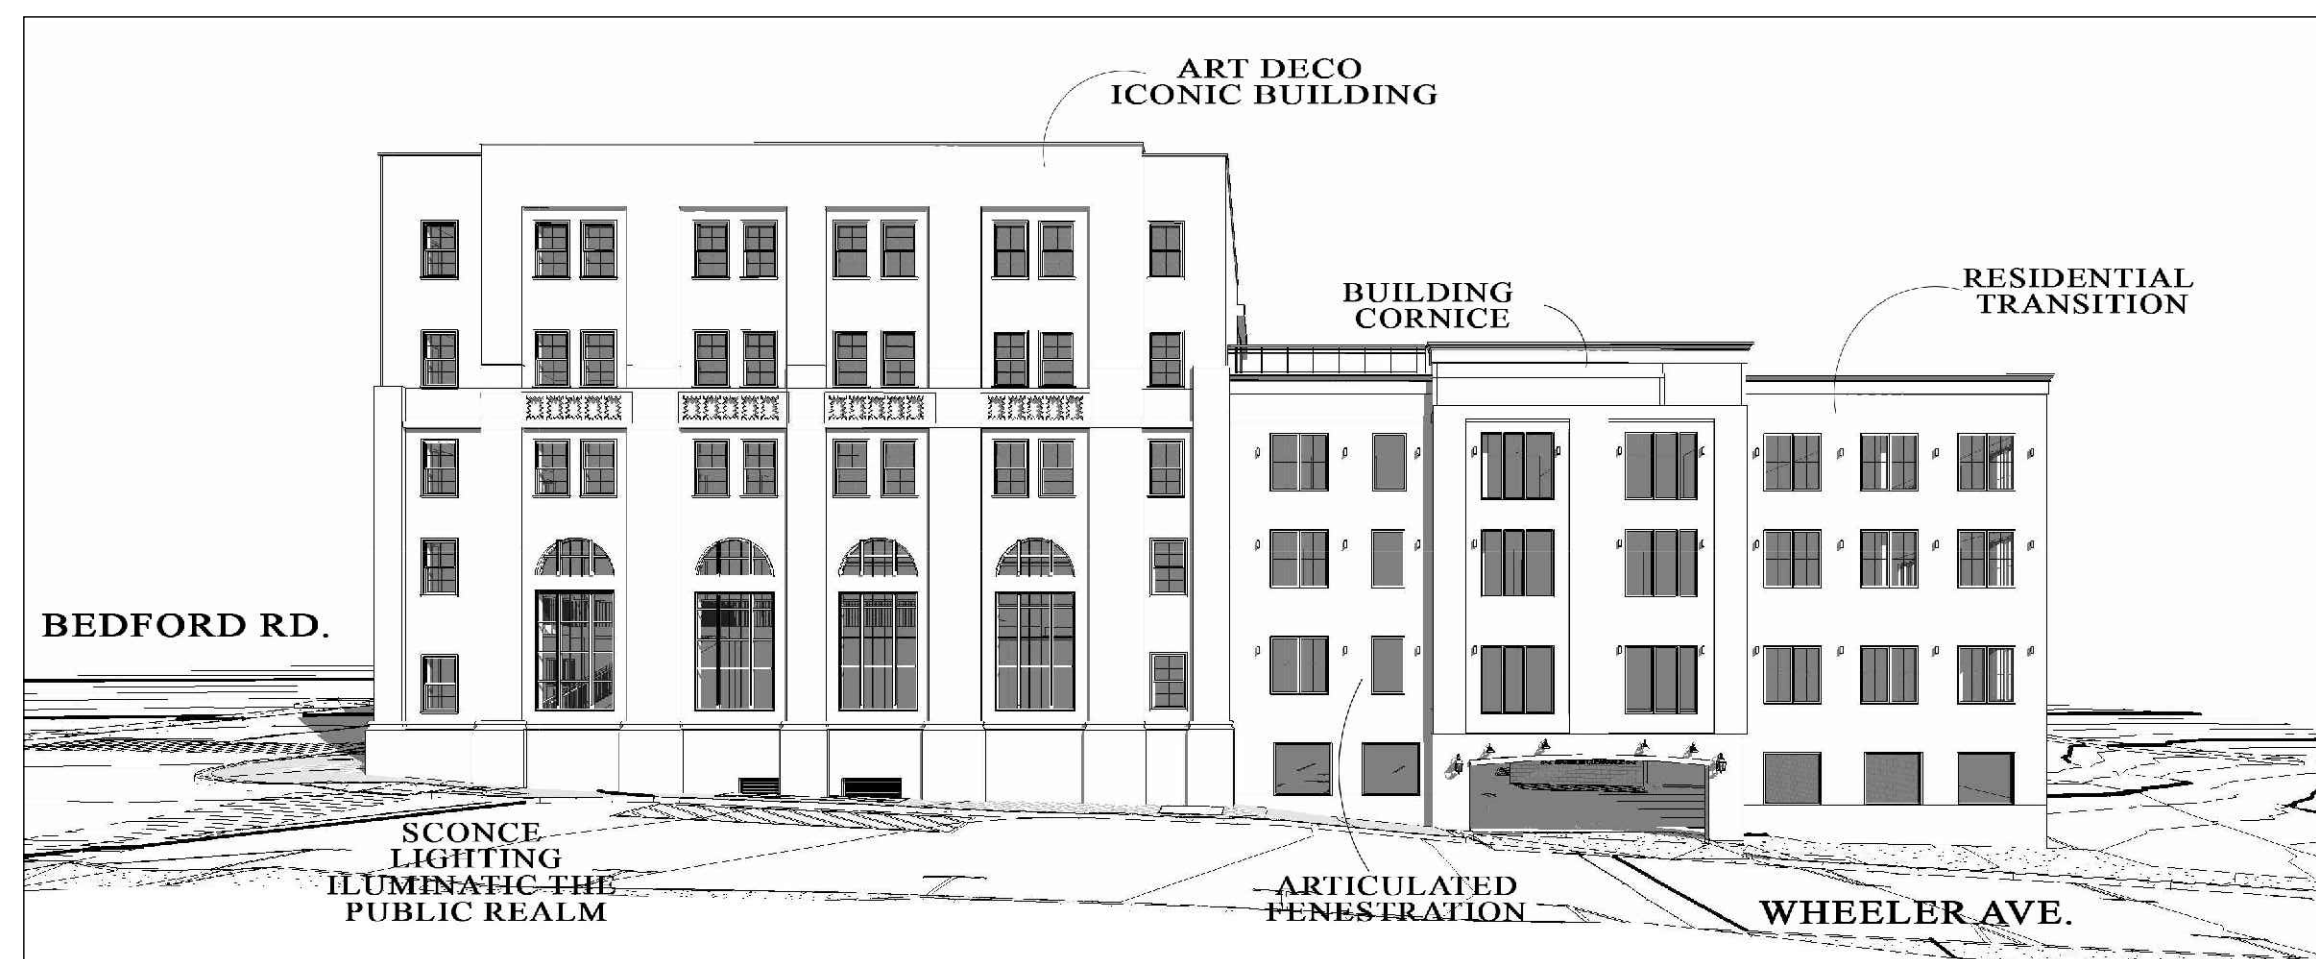 ART DECO
ICONIC BUILDING
BUILDING
CORNICE
RESIDENTIAL
TRANSITION
BEDFORD RD.
SCONCE
LIGHTING
ILUMINATIC THE
PUBLIC REALM
ARTICULATED
FENESTRATION
WHEELER AVE.